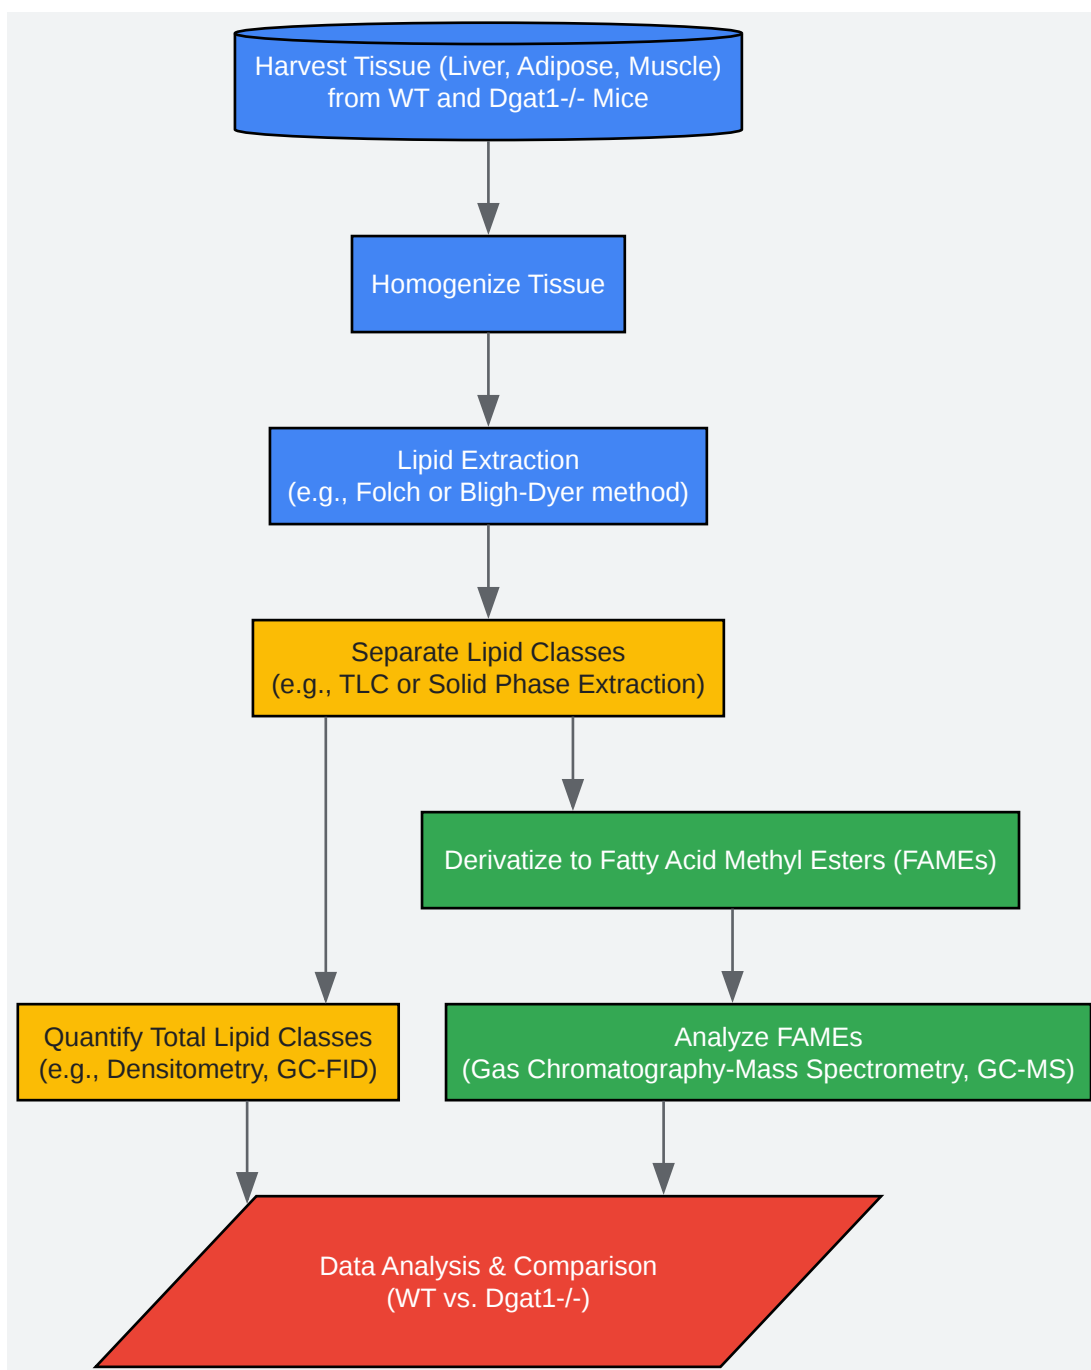 Harvest Tissue (Liver, Adipose, Muscle)
from WT and Dgat1-/- Mice
Homogenize Tissue
Lipid Extraction
(e.g., Folch or Bligh-Dyer method)
Separate Lipid Classes
(e.g., TLC or Solid Phase Extraction)
Derivatize to Fatty Acid Methyl Esters (FAMEs)
Quantify Total Lipid Classes
(e.g., Densitometry, GC-FID)
Analyze FAMEs
(Gas Chromatography-Mass Spectrometry, GC-MS)
Data Analysis & Comparison
(WT vs. Dgat1-/-)